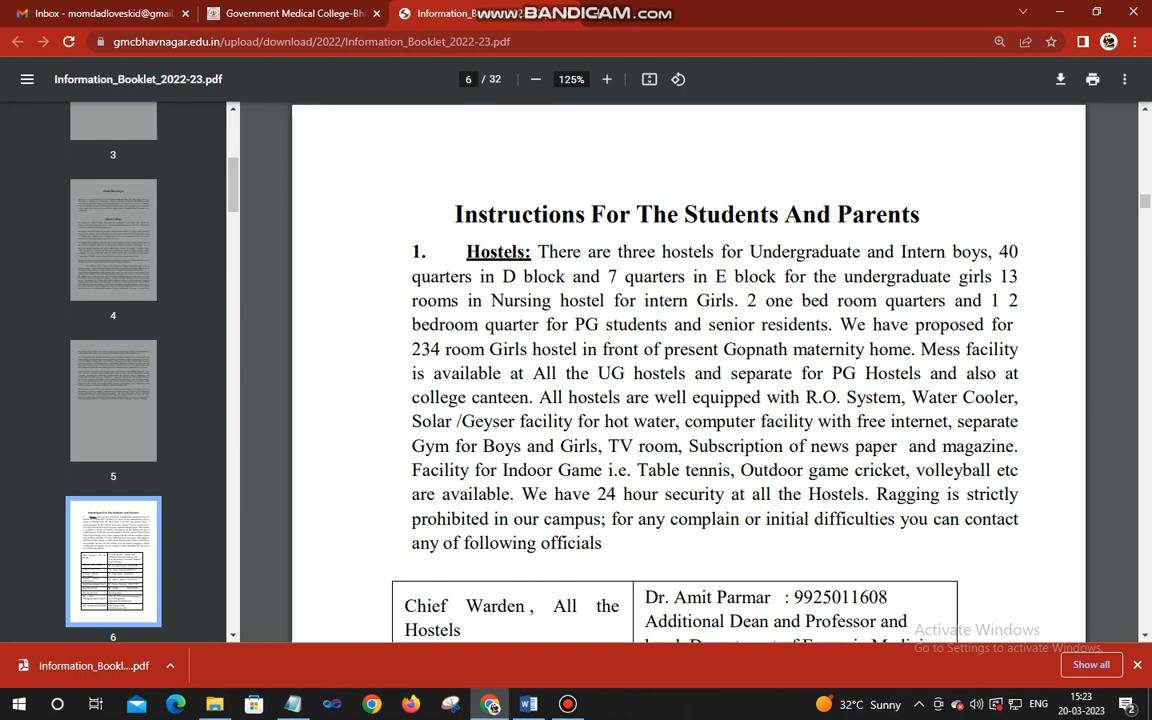 Inbox - momdadloveskid@gmai
Government Medical College-Bh
Information_B
www.BANDICAM.com
gmcbhavnagar.edu.in/upload/download/2022/Information_Booklet_2022-23.pdf
Information_Booklet_2022-23.pdf
6 / 32
125%
3
4
5
6
Instructions For The Students And Parents
1. Hostels: There are three hostels for Undergraduate and Intern boys, 40
quarters in D block and 7 quarters in E block for the undergraduate girls 13
rooms in Nursing hostel for intern Girls. 2 one bed room quarters and 1 2
bedroom quarter for PG students and senior residents. We have proposed for
234 room Girls hostel in front of present Gopnath maternity home. Mess facility
is available at All the UG hostels and separate for PG Hostels and also at
college canteen. All hostels are well equipped with R.O. System, Water Cooler,
Solar /Geyser facility for hot water, computer facility with free internet, separate
Gym for Boys and Girls, TV room, Subscription of news paper and magazine.
Facility for Indoor Game i.e. Table tennis, Outdoor game cricket, volleyball etc
are available. We have 24 hour security at all the Hostels. Ragging is strictly
prohibited in our campus; for any complain or initial difficulties you can contact
any of following officials
Chief Warden , All the
Hostels
Dr. Amit Parmar : 9925011608
Additional Dean and Professor and
Activate Windows
Go to Settings to activate Windows.
Information_Bookl....pdf
Show all
32°C Sunny
ENG
15:23
20-03-2023
2